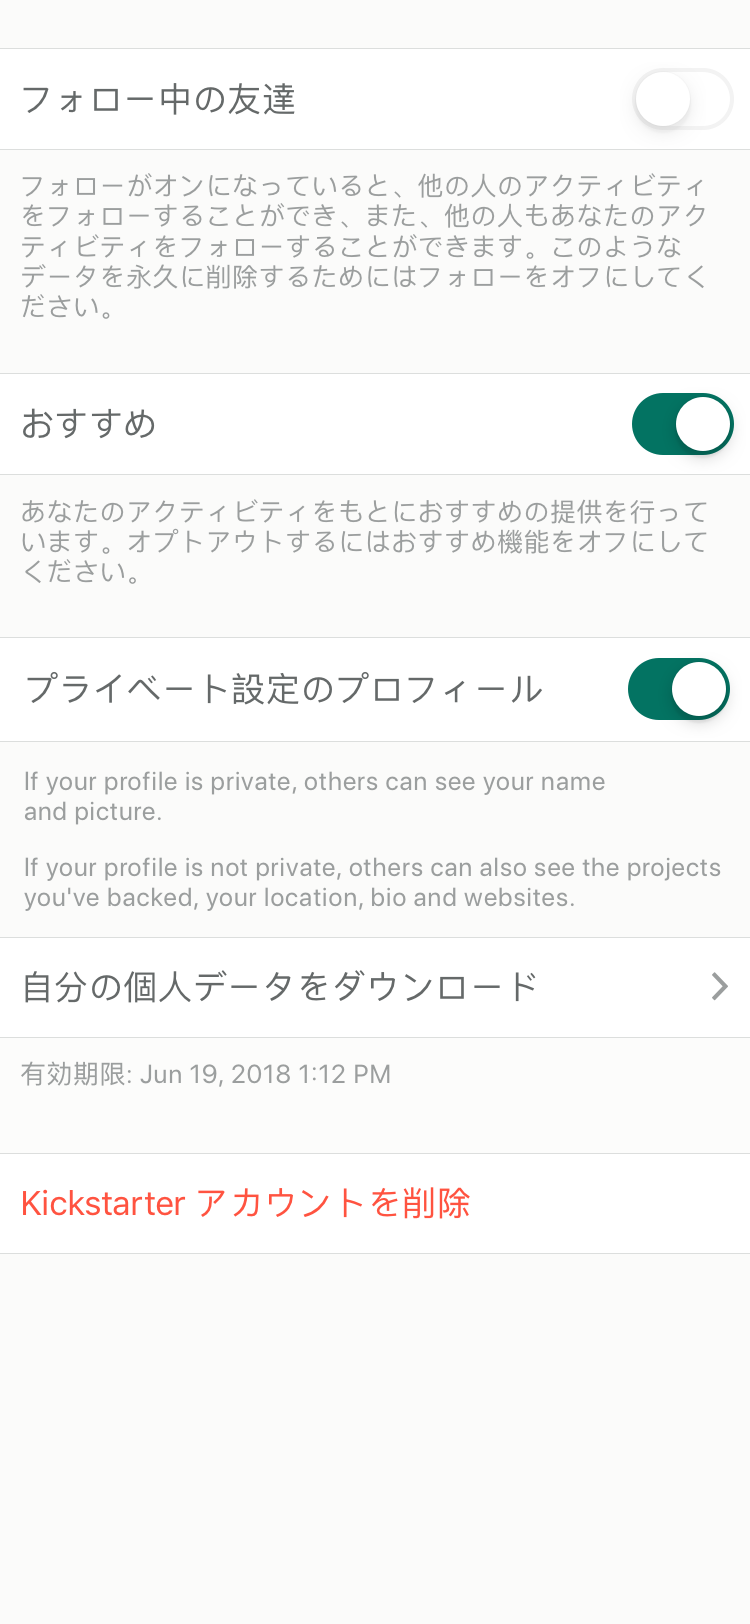 フォロー中の友達
フォローがオンになっていると、他の人のアクティビティ
をフォローすることができ、また、他の人もあなたのアク
ティビティをフォローすることができます。このような
データを永久に削除するためにはフォローをオフにしてく
ださい。
おすすめ
あなたのアクティビティをもとにおすすめの提供を行って
います。オプトアウトするにはおすすめ機能をオフにして
ください。
プライベート設定のプロフィール
If your profile is private, others can see your name
and picture.
If your profile is not private, others can also see the projects
you've backed, your location, bio and websites.
自分の個人データをダウンロード
有効期限: Jun 19, 2018 1:12 PM
Kickstarter アカウントを削除